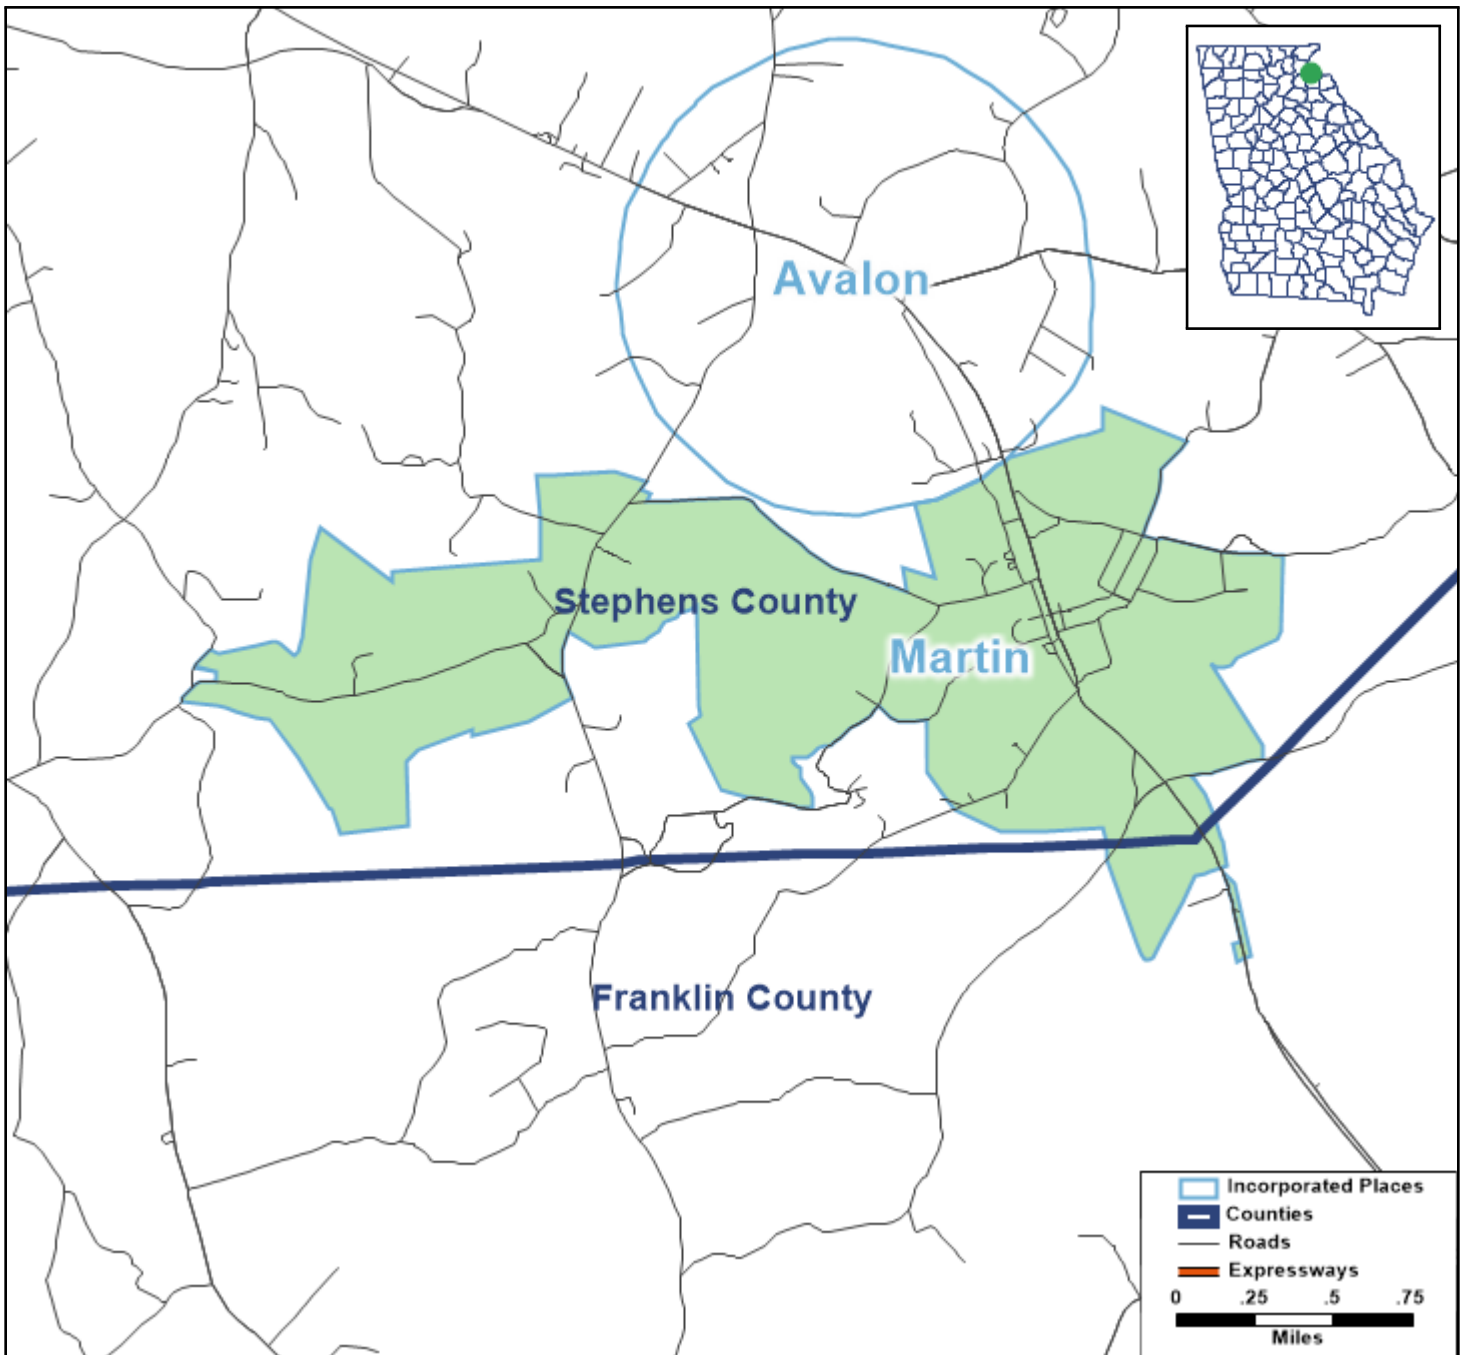 Avalon
Stephens County
Martin
Franklin County
Incorporated Places
Counties
Roads
Expressways
0 .25 .5 .75
Miles